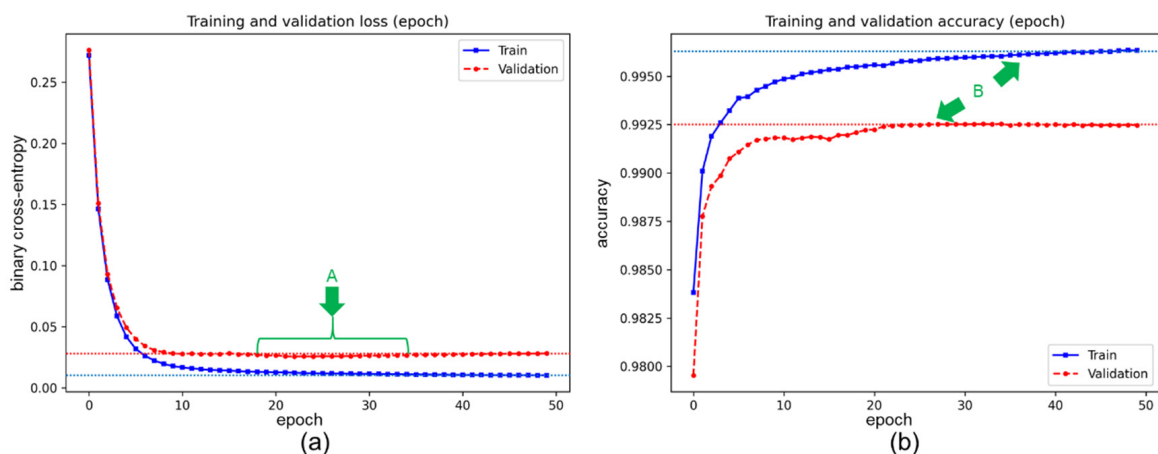 Training and validation loss (epoch)
(a)
Train
Validation
0.25
0.20
0.15
0.10
0.05
0.00
binary cross-entropy
A
0
10
20
30
40
50
epoch
(a)
Training and validation accuracy (epoch)
(b)
0.9950
0.9925
0.9900
0.9875
0.9850
0.9825
0.9800
accuracy
B
Train
Validation
0
10
20
30
40
50
epoch
(b)